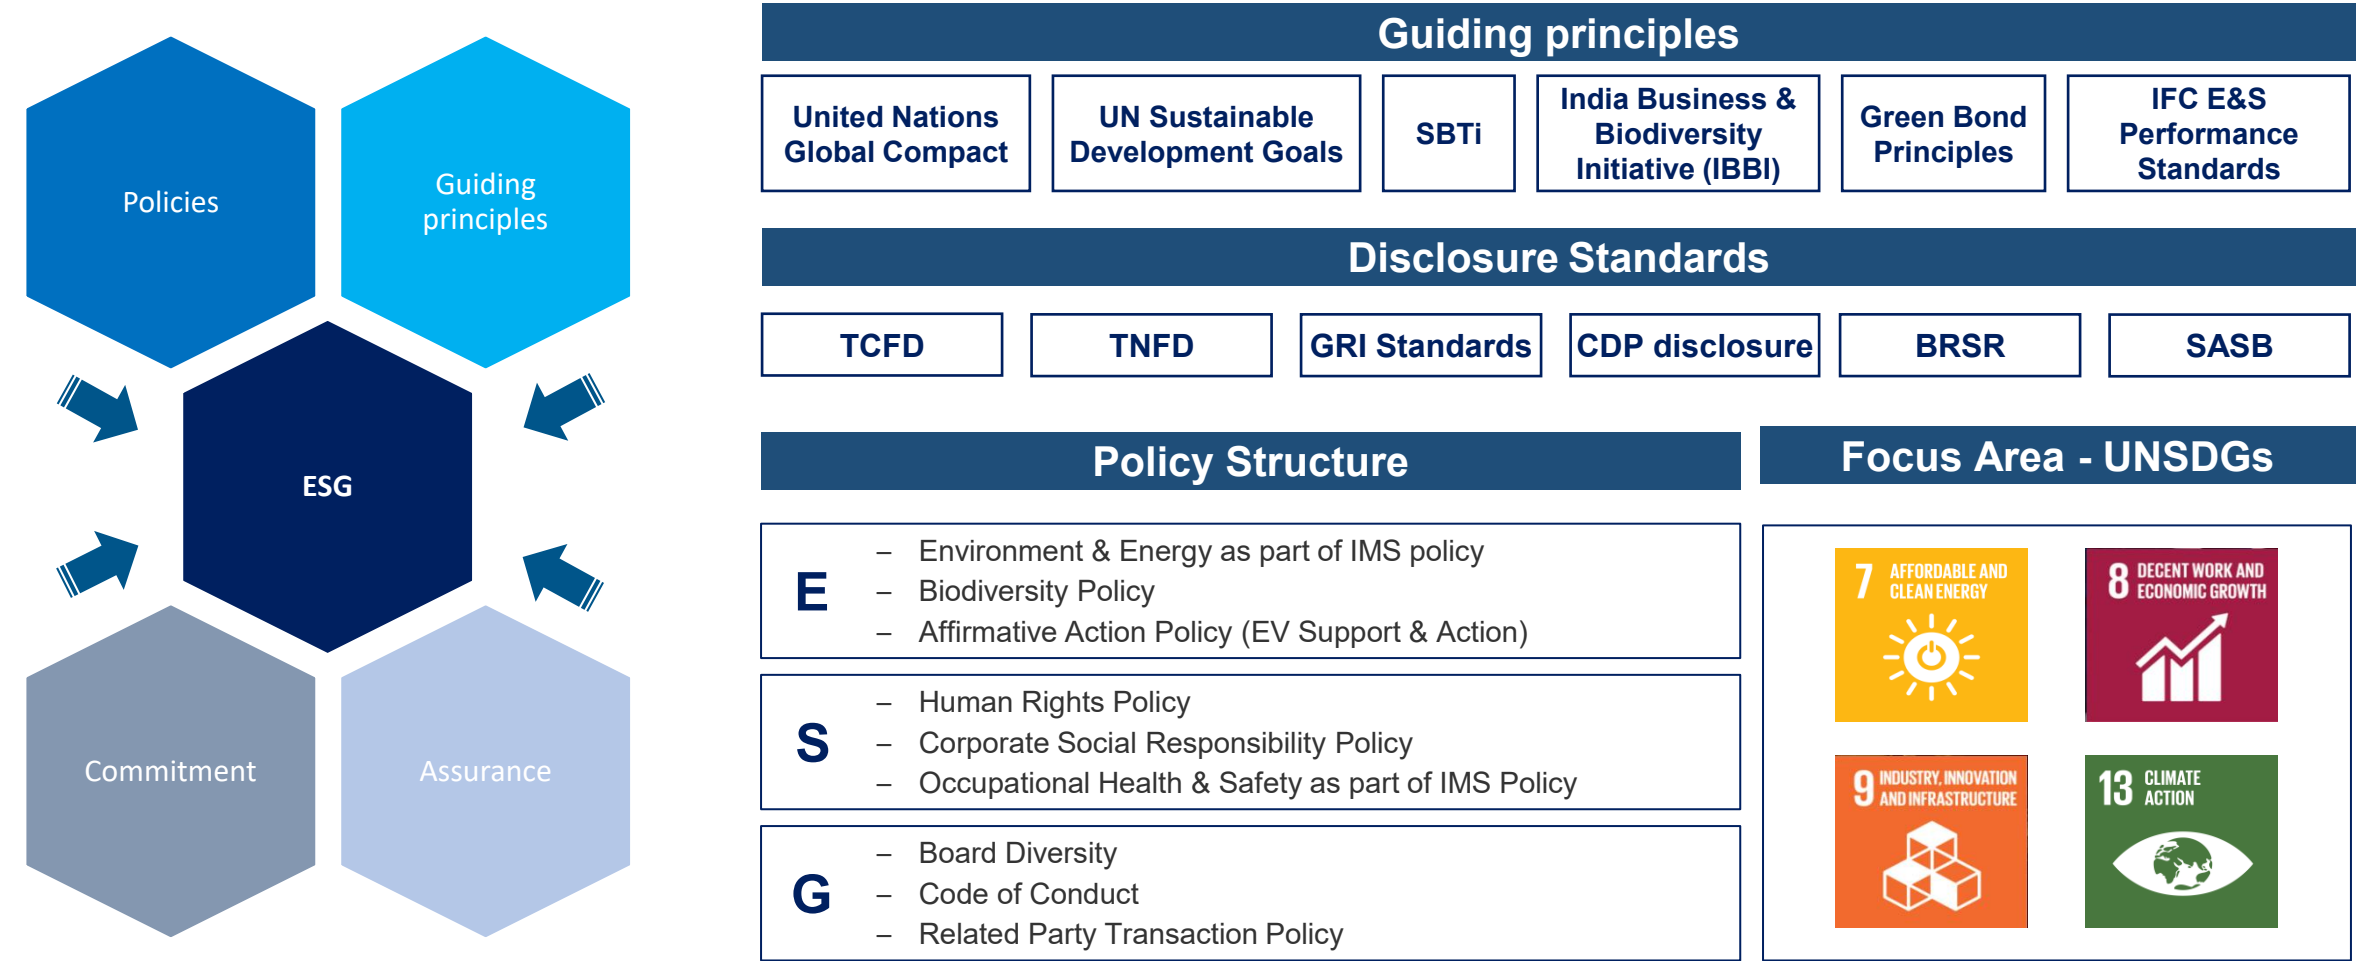 Policies
Guiding
principles
ESG
Commitment
Assurance
Guiding principles
United Nations
Global Compact
UN Sustainable
Development Goals
SBTi
India Business &
Biodiversity
Initiative (IBBI)
Green Bond
Principles
IFC E&S
Performance
Standards
Disclosure Standards
TCFD
TNFD
GRI Standards
CDP disclosure
BRSR
SASB
Policy Structure
E
– Environment & Energy as part of IMS policy
– Biodiversity Policy
– Affirmative Action Policy (EV Support & Action)
S
– Human Rights Policy
– Corporate Social Responsibility Policy
– Occupational Health & Safety as part of IMS Policy
G
– Board Diversity
– Code of Conduct
– Related Party Transaction Policy
Focus Area - UNSDGs
7 AFFORDABLE AND
CLEAN ENERGY
8 DECENT WORK AND
ECONOMIC GROWTH
9 INDUSTRY, INNOVATION
AND INFRASTRUCTURE
13 CLIMATE
ACTION